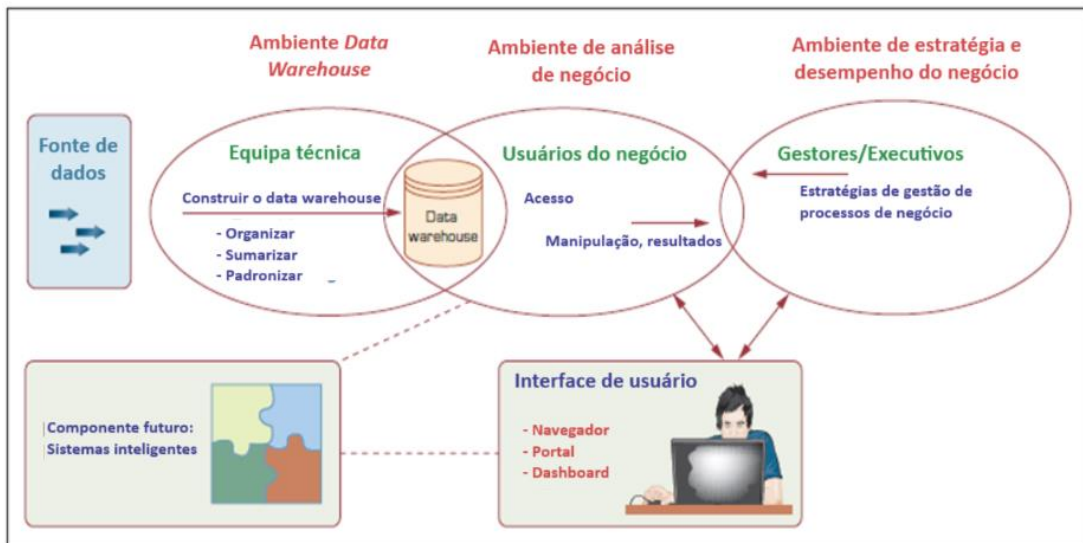 Ambiente Data
Warehouse
Ambiente de análise
de negócio
Ambiente de estratégia e
desempenho do negócio
Fonte de
dados
Equipa técnica
Construir o data warehouse
- Organizar
- Sumarizar
- Padronizar
Data
warehouse
Usuários do negócio
Acesso
Manipulação, resultados
Gestores/Executivos
Estratégias de gestão de
processos de negócio
Componente futuro:
Sistemas inteligentes
Interface de usuário
- Navegador
- Portal
- Dashboard